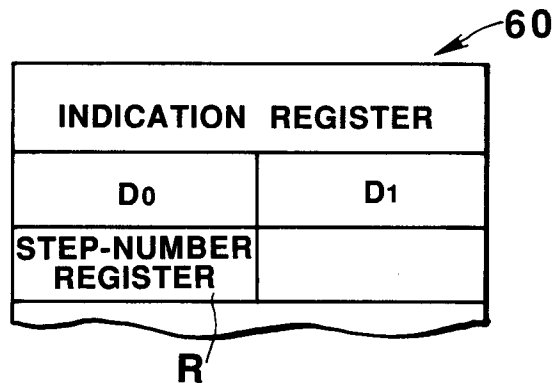 60
INDICATION REGISTER
D0 D1
STEP-NUMBER
REGISTER
R